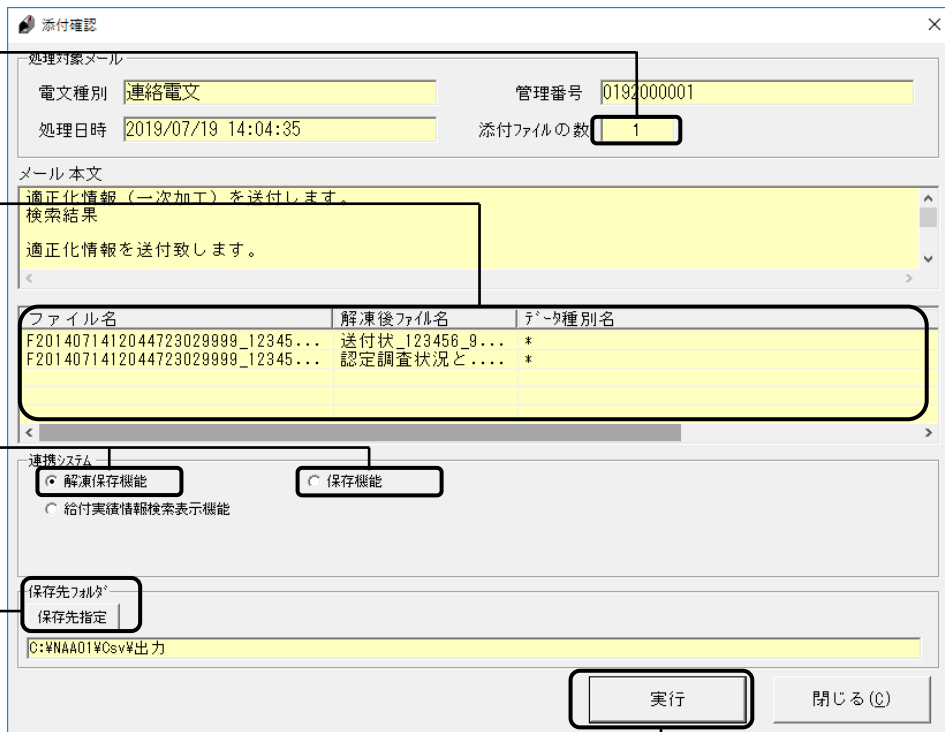 添付確認
処理対象メール
電文種別 連絡電文 管理番号 0192000001
処理日時 2019/07/19 14:04:35 添付ファイルの数 1
メール本文
適正化情報（一次加工）を送付します。
検索結果
適正化情報を送付致します。
ファイル名 解凍後ファイル名 データ種別名
F2014071412044723029999_12345... 送付状_123456_9... *
F2014071412044723029999_12345... 認定調査状況と.... *
連携システム
解凍保存機能 保存機能
給付実績情報検索表示機能
保存先フォルダ
保存先指定
C:¥NAA01¥Csv¥出力
実行 閉じる(C)